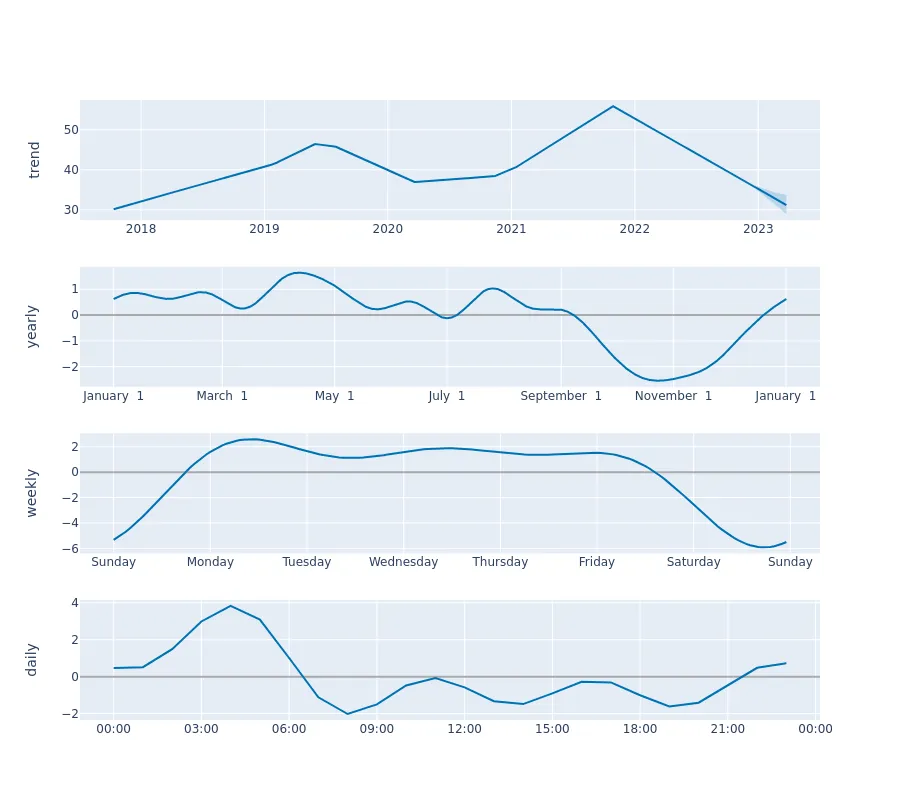 trend
50
40
30
2018 2019 2020 2021 2022 2023
yearly
1
0
−1
−2
January 1 March 1 May 1 July 1 September 1 November 1 January 1
weekly
2
0
−2
−4
−6
Sunday Monday Tuesday Wednesday Thursday Friday Saturday Sunday
daily
4
2
0
−2
00:00 03:00 06:00 09:00 12:00 15:00 18:00 21:00 00:00